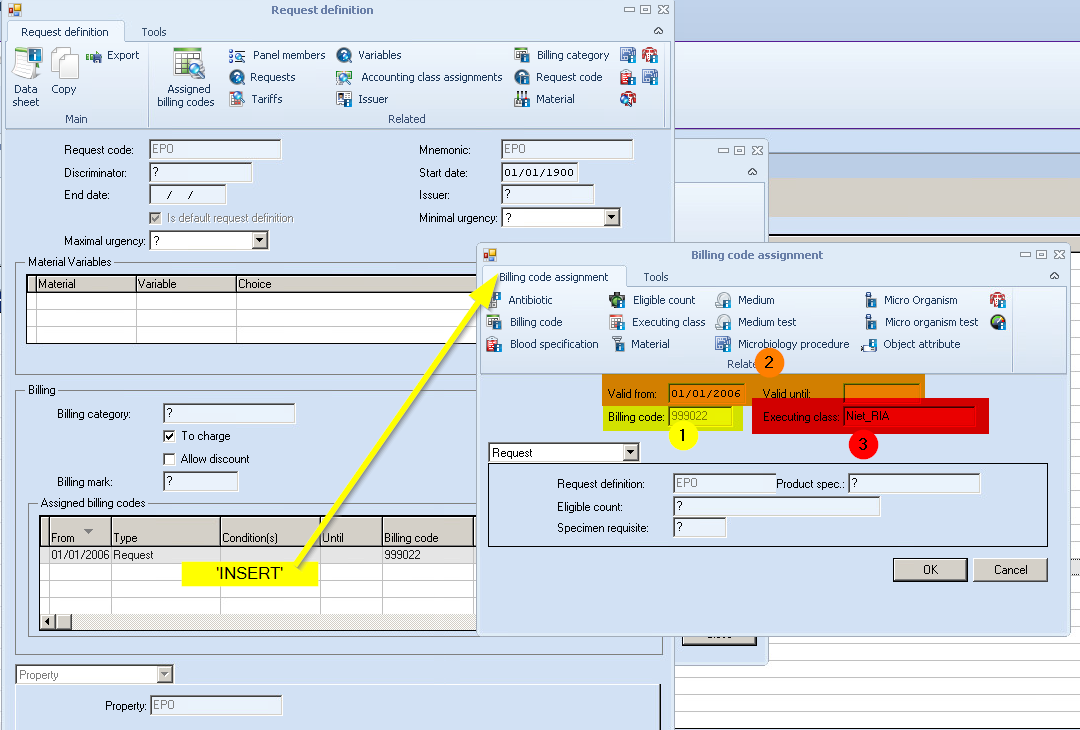 Request definition
Request definition Tools
Data sheet
Copy
Export
Main
Assigned billing codes
Panel members
Requests
Tariffs
Variables
Accounting class assignments
Issuer
Billing category
Request code
Material
Related
Request code: EPO Mnemonic: EPO
Discriminator: ? Start date: 01/01/1900
End date: / / Issuer: ?
Is default request definition Minimal urgency: ?
Maximal urgency: ?
Material Variables
Material Variable Choice
Billing
Billing category: ?
To charge
Allow discount
Billing mark: ?
Assigned billing codes
From Type Condition(s) Until Billing code
01/01/2006 Request 999022
'INSERT'
Property
Property: EPO
Billing code assignment
Billing code assignment Tools
Antibiotic Eligible count Medium Micro Organism
Billing code Executing class Medium test Micro organism test
Blood specification Material Microbiology procedure Object attribute
2
Valid from: 01/01/2006 Valid until:
Billing code: 999022 Executing class:
1
3
Request
Request definition: EPO Product spec.: ?
Eligible count: ?
Specimen requisite: ?
OK Cancel